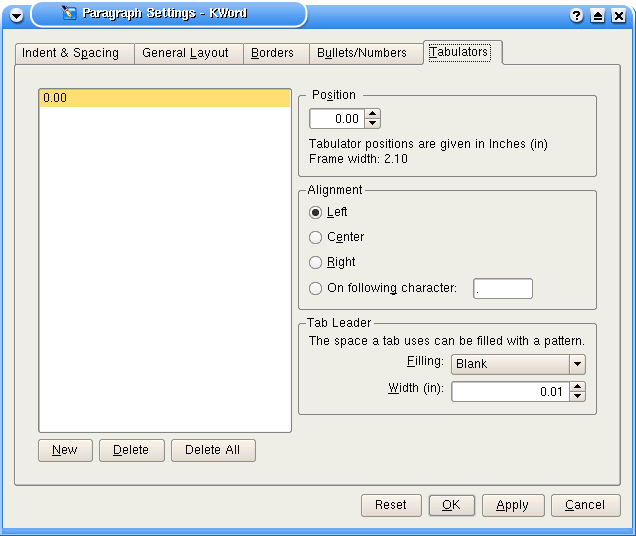 Paragraph Settings - KWord
Indent & Spacing General Layout Borders Bullets/Numbers Tabulators
0.00
Position
0.00
Tabulator positions are given in Inches (in)
Frame width: 2.10
Alignment
Left
Center
Right
On following character: .
Tab Leader
The space a tab uses can be filled with a pattern.
Filling: Blank
Width (in): 0.01
New Delete Delete All
Reset OK Apply Cancel